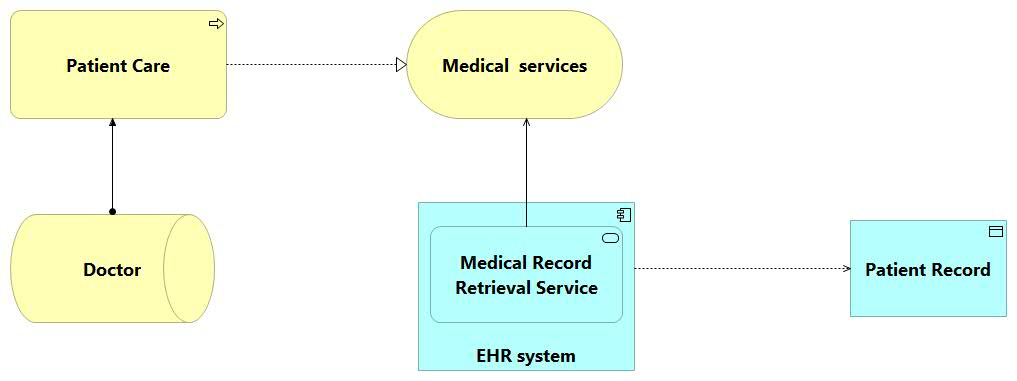 Patient Care
Medical  services
Doctor
Medical Record
Retrieval Service
EHR system
Patient Record